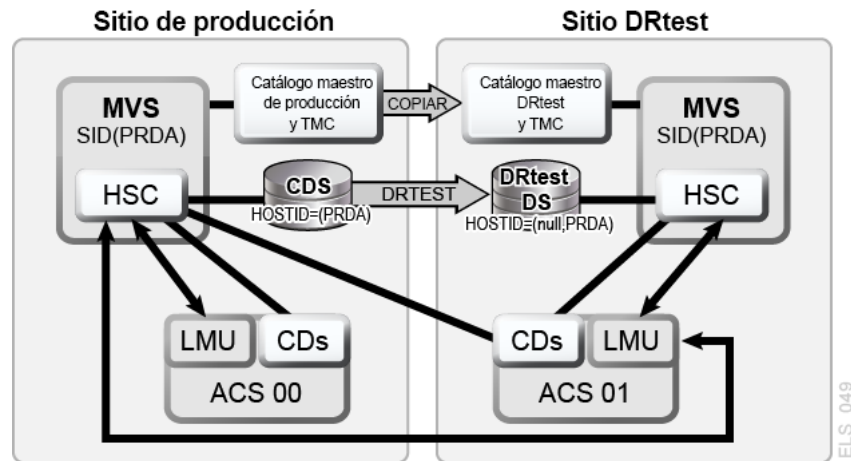 Sitio de producción
Sitio DRtest
MVS
SID(PRDA)
HSC
Catálogo maestro
de producción
y TMC
COPIAR
Catálogo maestro
DRtest
y TMC
MVS
SID(PRDA)
HSC
CDS
HOSTID=(PRDA)
DRTEST
DRtest
DS
HOSTID=(null,PRDA)
LMU
CDs
ACS 00
CDs
LMU
ACS 01
ELS_049